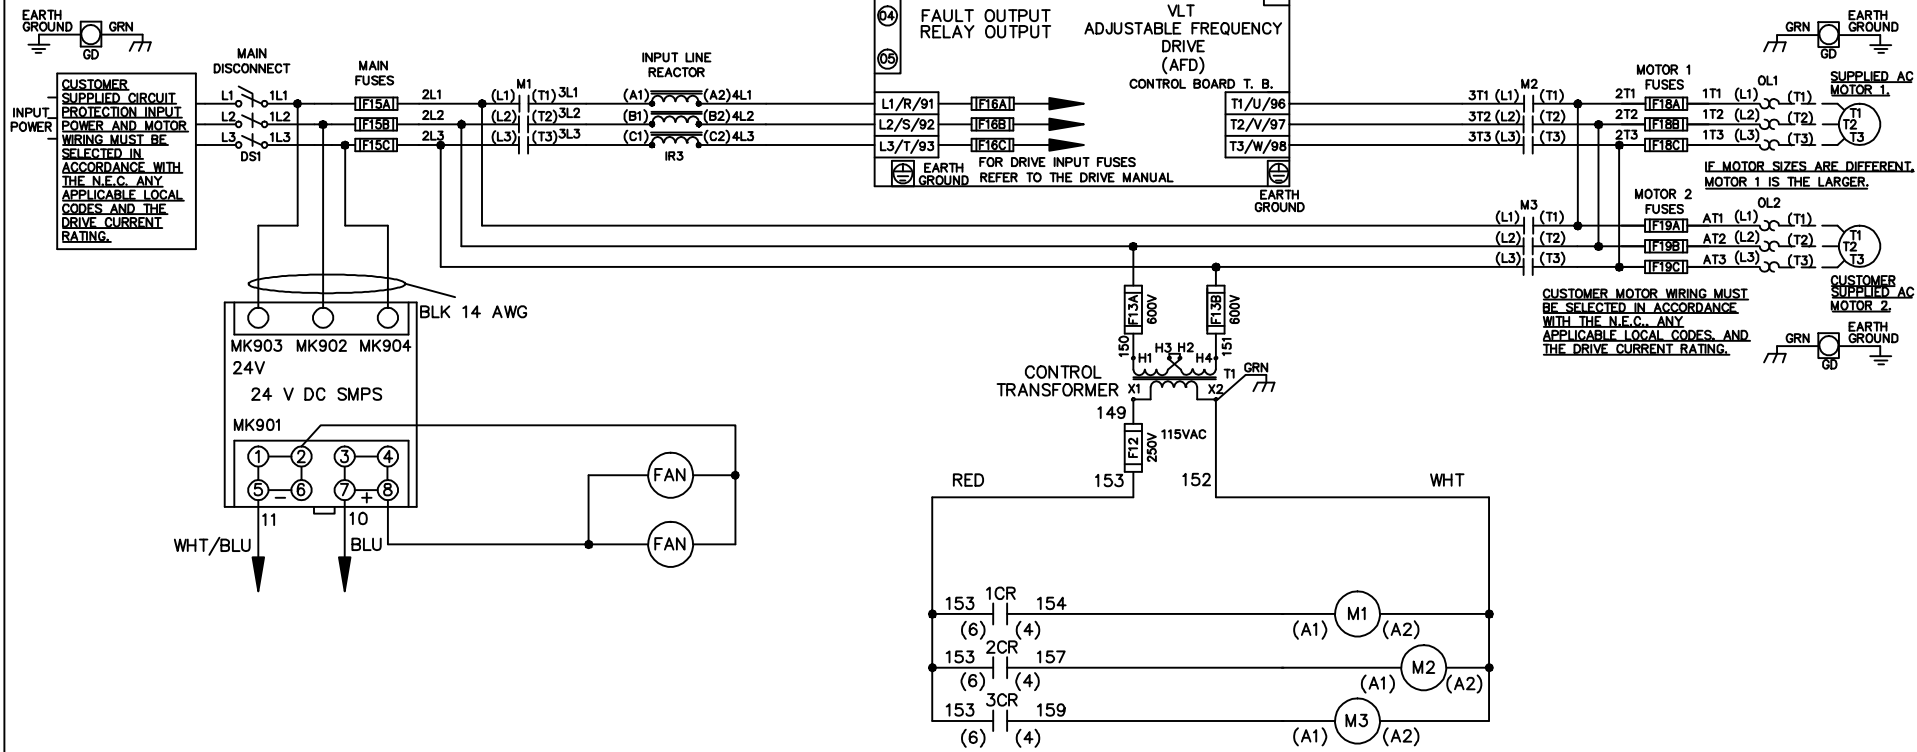 EARTH
GROUND
GRN
GD
CUSTOMER
SUPPLIED CIRCUIT
PROTECTION INPUT
POWER AND MOTOR
WIRING MUST BE
SELECTED IN
ACCORDANCE WITH
THE N.E.C. ANY
APPLICABLE LOCAL
CODES AND THE
DRIVE CURRENT
RATING.
INPUT
POWER
MAIN
DISCONNECT
L1 1L1
L2 1L2
L3 1L3
DS1
MAIN
FUSES
F15A
F15B
F15C
2L1
2L2
2L3
M1
(L1) (T1) 3L1
(L2) (T2) 3L2
(L3) (T3) 3L3
INPUT LINE
REACTOR
(A1) (A2) 4L1
(B1) (B2) 4L2
(C1) (C2) 4L3
IR3
04
05
FAULT OUTPUT
RELAY OUTPUT
VLT
ADJUSTABLE FREQUENCY
DRIVE
(AFD)
CONTROL BOARD T. B.
L1/R/91
L2/S/92
L3/T/93
F16A
F16B
F16C
T1/U/96
T2/V/97
T3/W/98
EARTH
GROUND
FOR DRIVE INPUT FUSES
REFER TO THE DRIVE MANUAL
EARTH
GROUND
M2
3T1 (L1) (T1)
3T2 (L2) (T2)
3T3 (L3) (T3)
MOTOR 1
FUSES
2T1 F18A 1T1
2T2 F18B 1T2
2T3 F18C 1T3
OL1
(L1) (T1)
(L2) (T2)
(L3) (T3)
GRN
GD
EARTH
GROUND
SUPPLIED AC
MOTOR 1.
T1
T2
T3
IF MOTOR SIZES ARE DIFFERENT,
MOTOR 1 IS THE LARGER.
M3
(L1) (T1)
(L2) (T2)
(L3) (T3)
MOTOR 2
FUSES
F19A AT1
F19B AT2
F19C AT3
OL2
(L1) (T1)
(L2) (T2)
(L3) (T3)
T1
T2
T3
CUSTOMER
SUPPLIED AC
MOTOR 2.
CUSTOMER MOTOR WIRING MUST
BE SELECTED IN ACCORDANCE
WITH THE N.E.C., ANY
APPLICABLE LOCAL CODES, AND
THE DRIVE CURRENT RATING.
GRN
GD
EARTH
GROUND
BLK 14 AWG
MK903 MK902 MK904
24V
24 V DC SMPS
MK901
1 2 3 4
5 – 6 7 + 8
11
10
WHT/BLU
BLU
FAN
FAN
F13A
600V
F13B
600V
150
151
H1 H3 H2 H4
CONTROL
TRANSFORMER
X1
X2
T1
GRN
149
F12
250V
115VAC
153
152
RED
WHT
153 1CR 154
(6) (4)
M1
(A1) (A2)
153 2CR 157
(6) (4)
M2
(A1) (A2)
153 3CR 159
(6) (4)
M3
(A1) (A2)